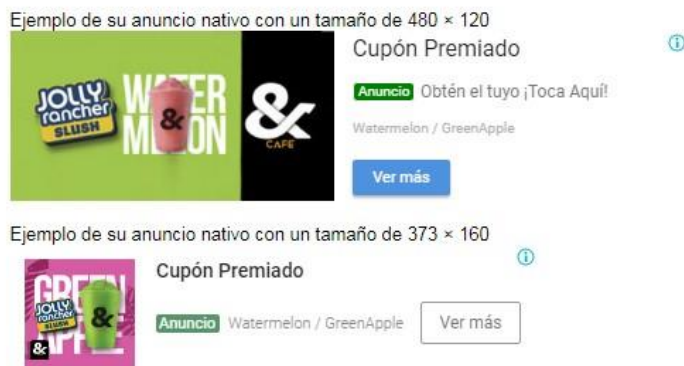 Ejemplo de su anuncio nativo con un tamaño de 480 × 120
JOLLY
rancher
SLUSH
WATER
MELON
&
&
CAFÉ
Cupón Premiado
Anuncio Obtén el tuyo ¡Toca Aquí!
Watermelon / GreenApple
Ver más
Ejemplo de su anuncio nativo con un tamaño de 373 × 160
GREEN
APPLE
JOLLY
rancher
SLUSH
&
&
Cupón Premiado
Anuncio Watermelon / GreenApple
Ver más